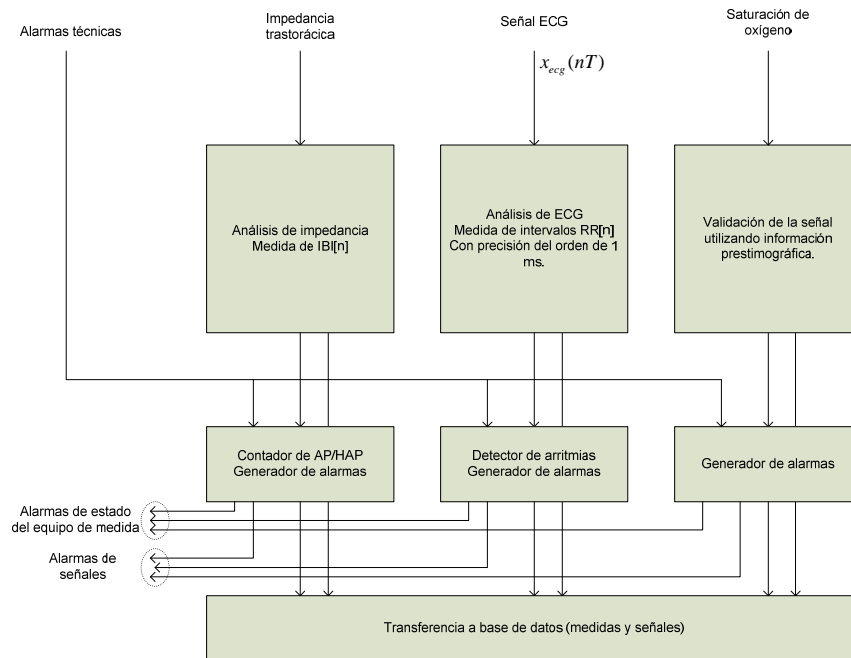 Alarmas técnicas
Impedancia
trastorácica
Señal ECG
Saturación de
oxígeno
x_ecg(nT)
Análisis de impedancia
Medida de IBI[n]
Análisis de ECG
Medida de intervalos RR[n]
Con precisión del orden de 1
ms.
Validación de la señal
utilizando información
prestimográfica.
Contador de AP/HAP
Generador de alarmas
Detector de arritmias
Generador de alarmas
Generador de alarmas
Alarmas de estado
del equipo de medida
Alarmas de
señales
Transferencia a base de datos (medidas y señales)